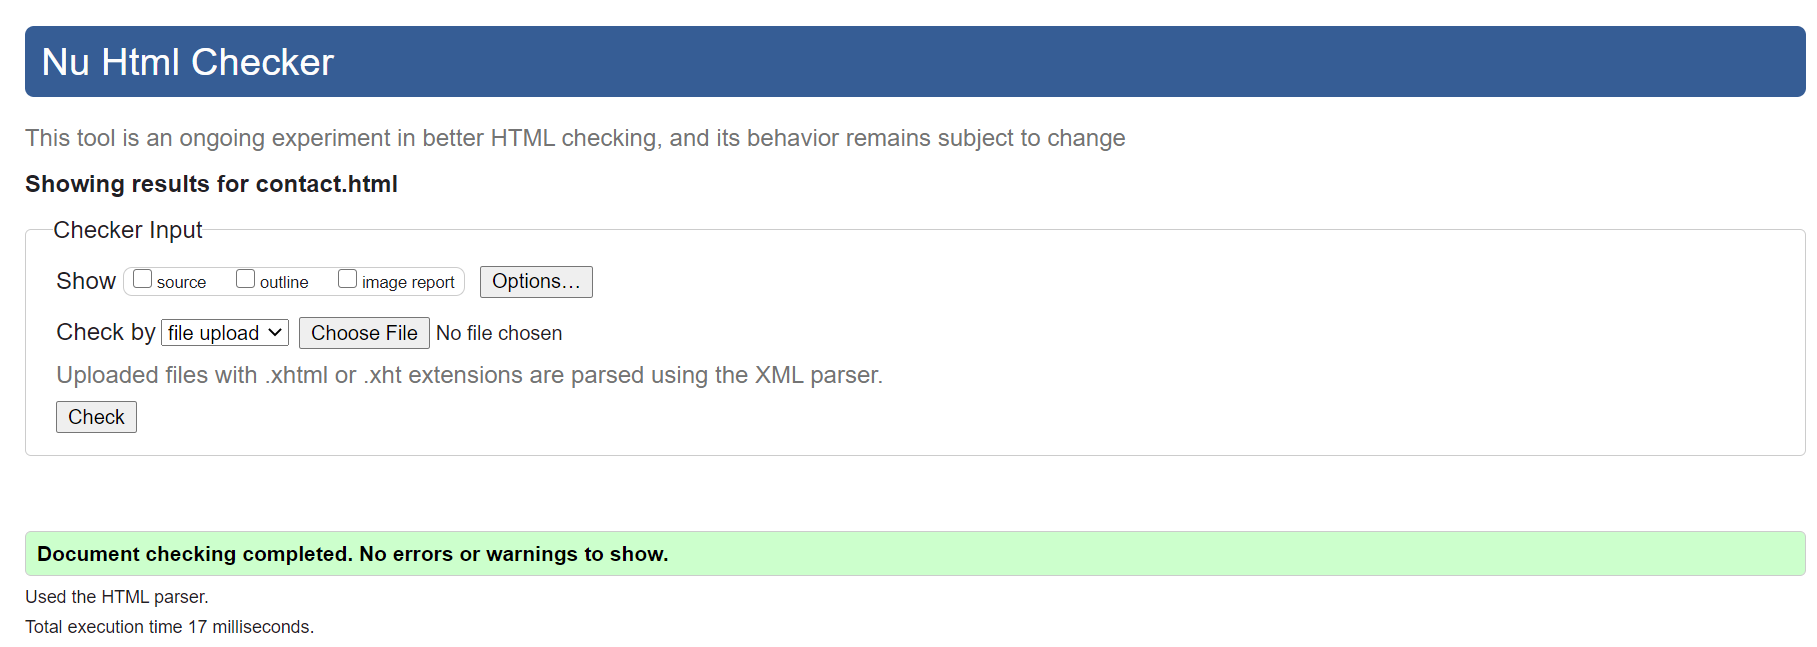 Nu Html Checker
This tool is an ongoing experiment in better HTML checking, and its behavior remains subject to change
Showing results for contact.html
Checker Input
Show source outline image report Options...
Check by file upload Choose File No file chosen
Uploaded files with .xhtml or .xht extensions are parsed using the XML parser.
Check
Document checking completed. No errors or warnings to show.
Used the HTML parser.
Total execution time 17 milliseconds.